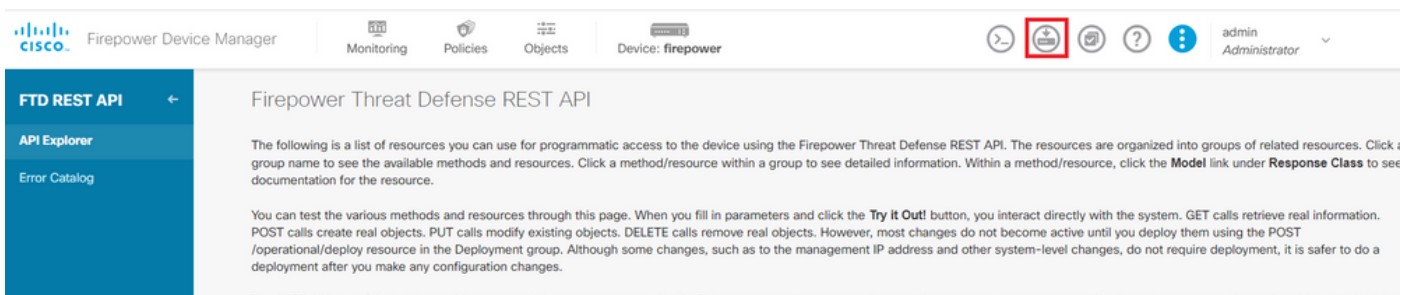 CISCO Firepower Device Manager Monitoring Policies Objects Device: firepower >_ ? admin
Administrator
FTD REST API ←
API Explorer
Error Catalog
Firepower Threat Defense REST API
The following is a list of resources you can use for programmatic access to the device using the Firepower Threat Defense REST API. The resources are organized into groups of related resources. Click
group name to see the available methods and resources. Click a method/resource within a group to see detailed information. Within a method/resource, click the Model link under Response Class to see
documentation for the resource.
You can test the various methods and resources through this page. When you fill in parameters and click the Try it Out! button, you interact directly with the system. GET calls retrieve real information.
POST calls create real objects. PUT calls modify existing objects. DELETE calls remove real objects. However, most changes do not become active until you deploy them using the POST
/operational/deploy resource in the Deployment group. Although some changes, such as to the management IP address and other system-level changes, do not require deployment, it is safer to do a
deployment after you make any configuration changes.